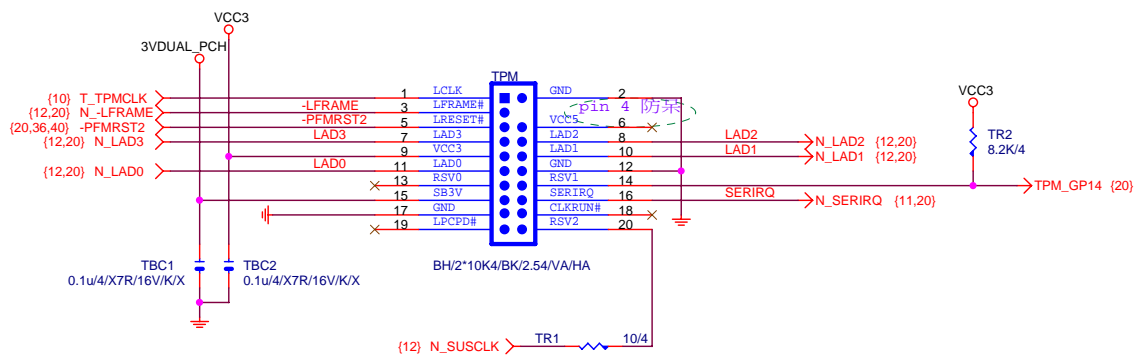 VCC3
3VDUAL_PCH
TPM
{10} T_TPMCLK 1 LCLK GND 2
{12,20} N_-LFRAME -LFRAME 3 LFRAME# pin 4 防呆
{20,36,40} -PFMRST2 -PFMRST2 5 LRESET# VCC5 6
{12,20} N_LAD3 LAD3 7 LAD3 LAD2 8 LAD2 N_LAD2 {12,20}
9 VCC3 LAD1 10 LAD1 N_LAD1 {12,20}
{12,20} N_LAD0 LAD0 11 LAD0 GND 12
13 RSV0 RSV1 14 TPM_GP14 {20}
15 SB3V SERIRQ 16 SERIRQ N_SERIRQ {11,20}
17 GND CLKRUN# 18
19 LPCPD# RSV2 20
VCC3
TR2
8.2K/4
BH/2*10K4/BK/2.54/VA/HA
TBC1
0.1u/4/X7R/16V/K/X
TBC2
0.1u/4/X7R/16V/K/X
{12} N_SUSCLK TR1 10/4